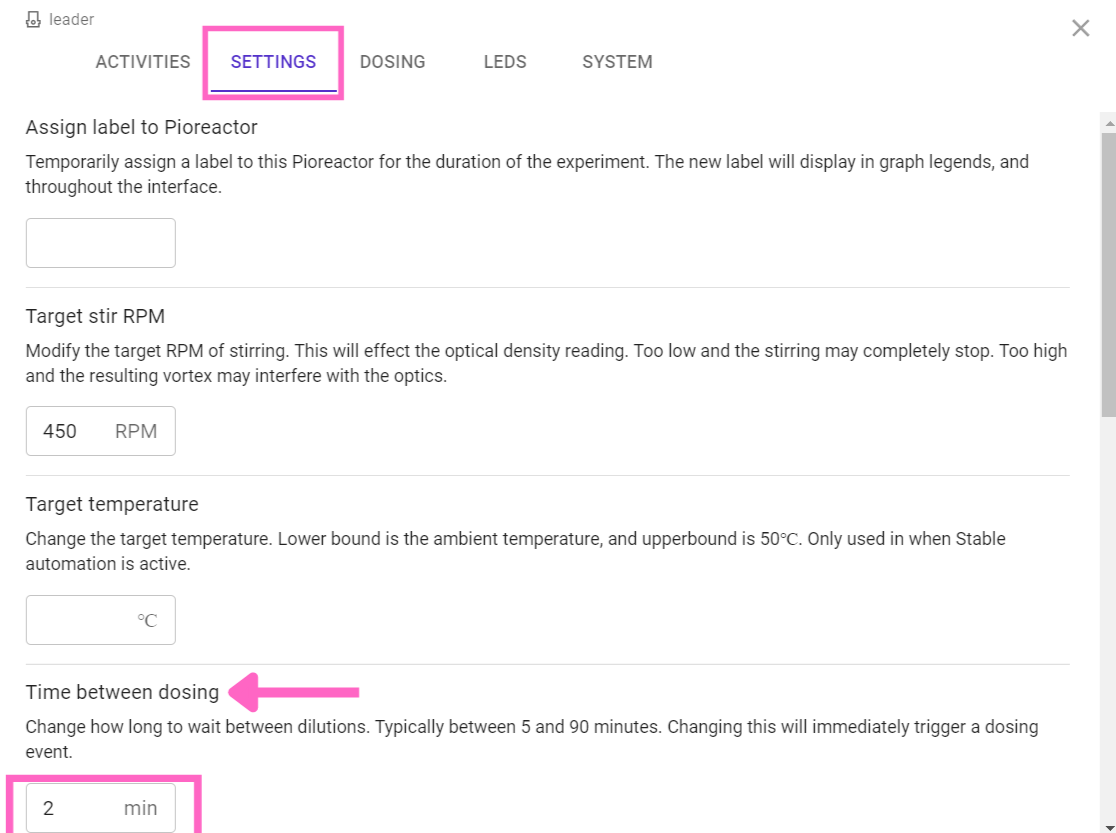 leader
ACTIVITIES SETTINGS DOSING LEDS SYSTEM
Assign label to Pioreactor
Temporarily assign a label to this Pioreactor for the duration of the experiment. The new label will display in graph legends, and
throughout the interface.
Target stir RPM
Modify the target RPM of stirring. This will effect the optical density reading. Too low and the stirring may completely stop. Too high
and the resulting vortex may interfere with the optics.
450 RPM
Target temperature
Change the target temperature. Lower bound is the ambient temperature, and upperbound is 50℃. Only used in when Stable
automation is active.
℃
Time between dosing
Change how long to wait between dilutions. Typically between 5 and 90 minutes. Changing this will immediately trigger a dosing
event.
2 min